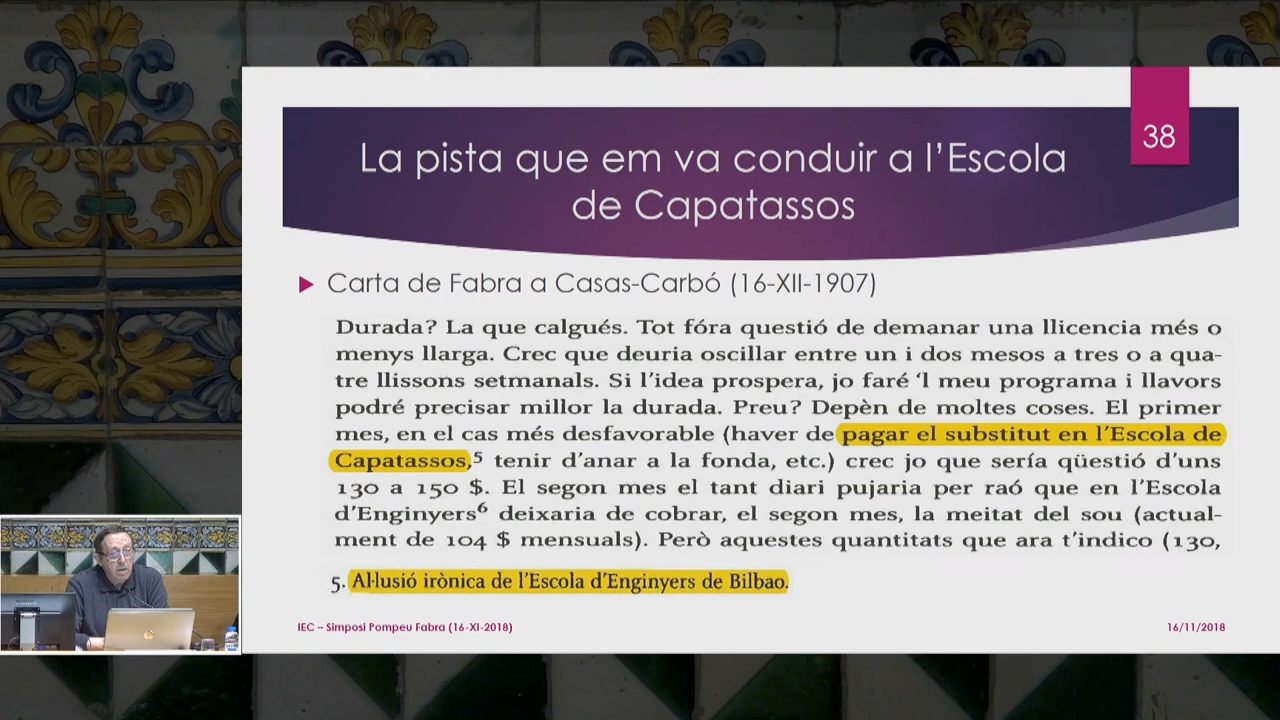 38
La pista que em va conduir a l’Escola
de Capatassos
Carta de Fabra a Casas-Carbó (16-XII-1907)
Durada? La que calgués. Tot fóra questió de demanar una llicencia més o
menys llarga. Crec que deuria oscillar entre un i dos mesos a tres o a qua-
tre llissons setmanals. Si l’idea prospera, jo faré ‘l meu programa i llavors
podré precisar millor la durada. Preu? Depèn de moltes coses. El primer
mes, en el cas més desfavorable (haver de pagar el substitut en l’Escola de
Capatassos,⁵ tenir d’anar a la fonda, etc.) crec jo que sería qüestió d’uns
130 a 150 $. El segon mes el tant diari pujaria per raó que en l’Escola
d’Enginyers⁶ deixaria de cobrar, el segon mes, la meitat del sou (actual-
ment de 104 $ mensuals). Però aquestes quantitats que ara t’indico (130,
5. Al·lusió irònica de l’Escola d’Enginyers de Bilbao.
IEC – Simposi Pompeu Fabra (16-XI-2018)
16/11/2018